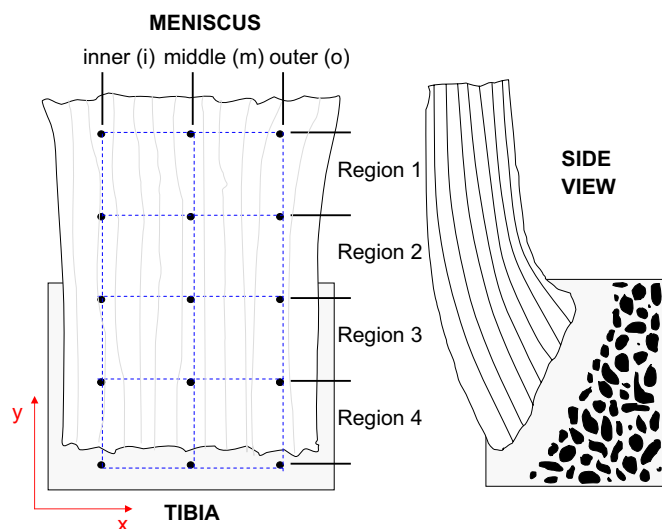 MENISCUS
inner (i) middle (m) outer (o)
Region 1
Region 2
Region 3
Region 4
SIDE
VIEW
y
x
TIBIA